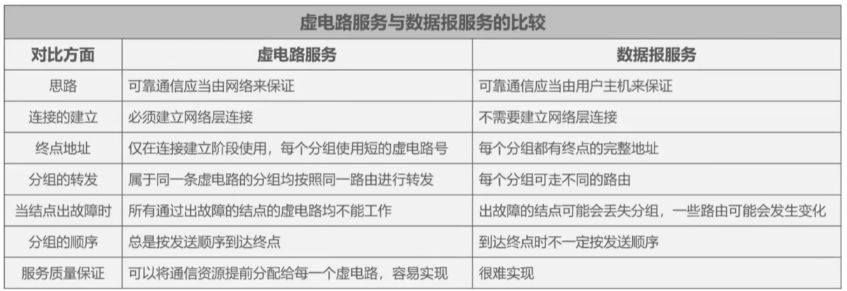 虚电路服务与数据报服务的比较
对比方面 虚电路服务 数据报服务
思路 可靠通信应当由网络来保证 可靠通信应当由用户主机来保证
连接的建立 必须建立网络层连接 不需要建立网络层连接
终点地址 仅在连接建立阶段使用，每个分组使用短的虚电路号 每个分组都有终点的完整地址
分组的转发 属于同一条虚电路的分组均按照同一路由进行转发 每个分组可走不同的路由
当结点出故障时 所有通过出故障的结点的虚电路均不能工作 出故障的结点可能会丢失分组，一些路由可能会发生变化
分组的顺序 总是按发送顺序到达终点 到达终点时不一定按发送顺序
服务质量保证 可以将通信资源提前分配给每一个虚电路，容易实现 很难实现